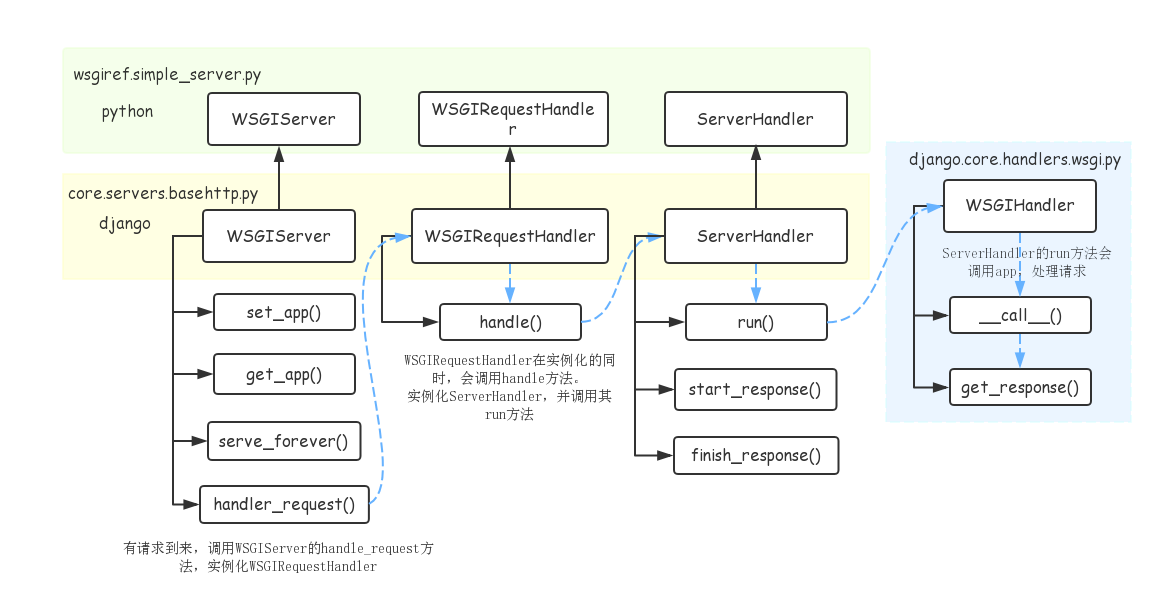 wsgiref.simple_server.py
python
WSGIServer
WSGIRequestHandle
r
ServerHandler
core.servers.basehttp.py
django
WSGIServer
WSGIRequestHandler
ServerHandler
django.core.handlers.wsgi.py
WSGIHandler
ServerHandler的run方法会
调用app，处理请求
__call__()
get_response()
set_app()
get_app()
serve_forever()
handler_request()
有请求到来，调用WSGIServer的handle_request方
法，实例化WSGIRequestHandler
handle()
WSGIRequestHandler在实例化的同
时，会调用handle方法。
实例化ServerHandler，并调用其
run方法
run()
start_response()
finish_response()